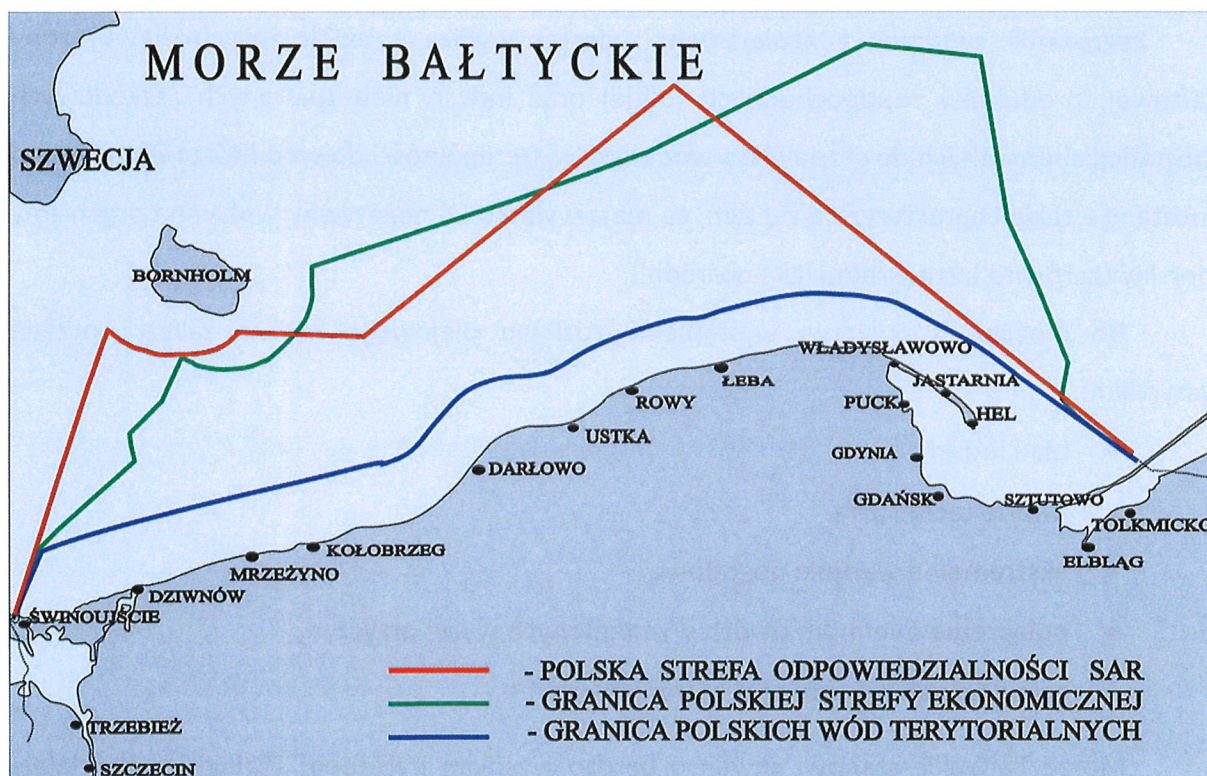 MORZE BAŁTYCKIE
SZWECJA
BORNHOLM
WŁADYSŁAWOWO
ŁEBA
JASTARNIA
ROWY
PUCK
HEL
USTKA
GDYNIA
DARŁOWO
GDAŃSK
SZTUTOWO
TOLKMICKO
KOŁOBRZEG
ELBLĄG
MRZEŻYNO
DZIWNÓW
ŚWINOUJŚCIE
- POLSKA STREFA ODPOWIEDZIALNOŚCI SAR
- GRANICA POLSKIEJ STREFY EKONOMICZNEJ
- GRANICA POLSKICH WÓD TERYTORIALNYCH
TRZEBIEŻ
SZCZECIN